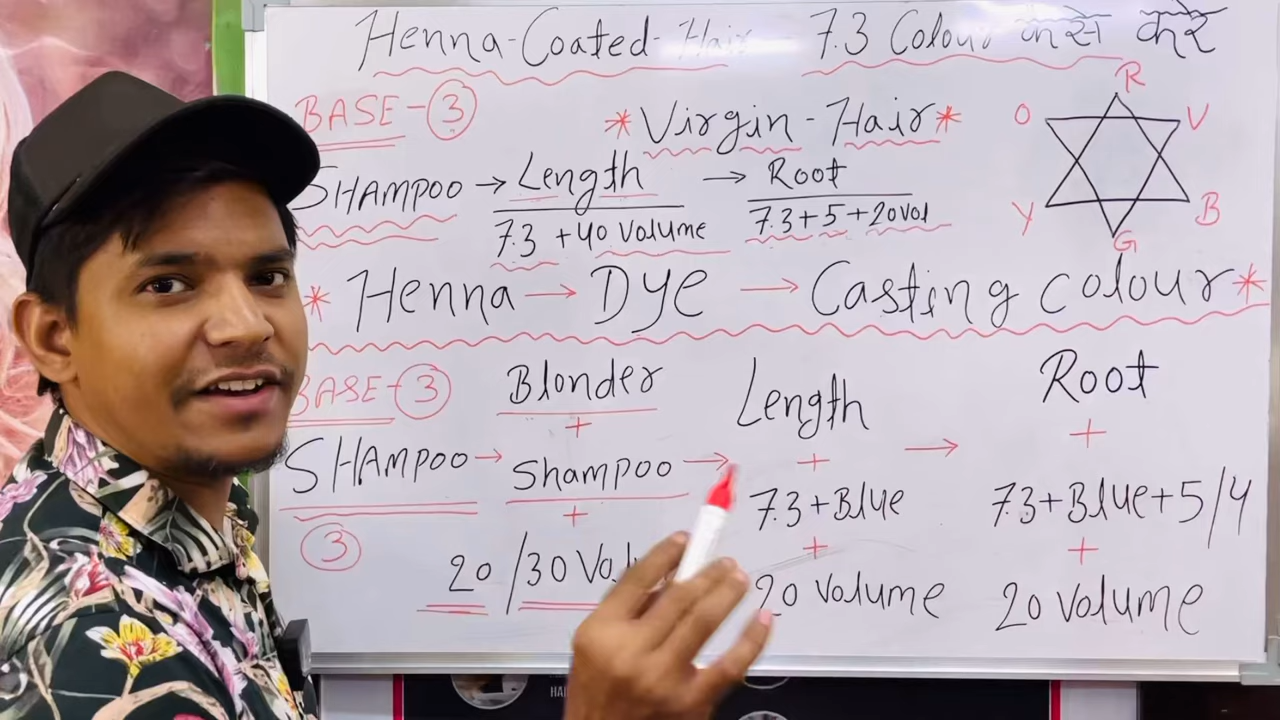 Henna-Coated-Hair 7.3 Colour कैसे करे
BASE-3
*Virgin-Hair*
SHAMPOO → Length → Root
7.3 +40 Volume 7.3+5+20Vol
R
O V
Y B
G
*Henna → DYe → Casting colour*
BASE-3 Blonder Length Root
+ + +
SHAMPOO → Shampoo → 7.3+Blue → 7.3+Blue+5/4
+ + +
3 20/30 Volu 20 Volume 20 Volume
HAI